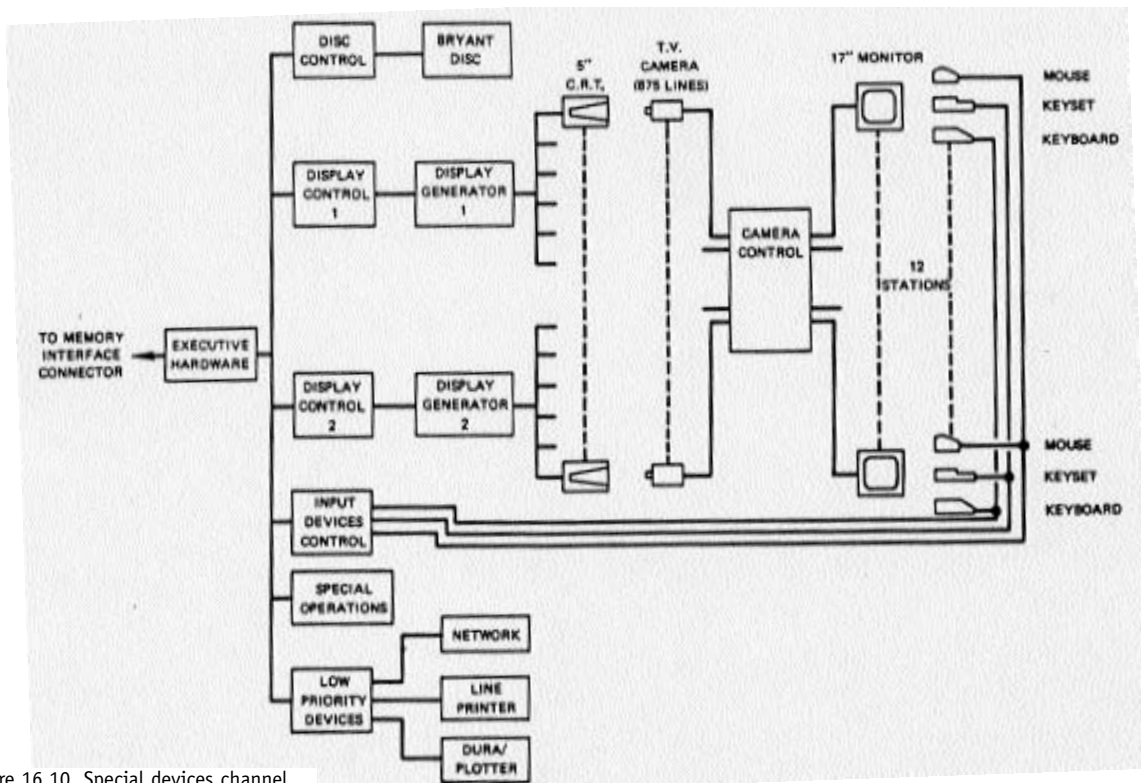 DISC
CONTROL
BRYANT
DISC
5"
C.R.T.
T.V.
CAMERA
(875 LINES)
17" MONITOR
MOUSE
KEYSET
KEYBOARD
DISPLAY
CONTROL
1
DISPLAY
GENERATOR
1
CAMERA
CONTROL
12
STATIONS
TO MEMORY
INTERFACE
CONNECTOR
EXECUTIVE
HARDWARE
DISPLAY
CONTROL
2
DISPLAY
GENERATOR
2
MOUSE
KEYSET
KEYBOARD
INPUT
DEVICES
CONTROL
SPECIAL
OPERATIONS
LOW
PRIORITY
DEVICES
NETWORK
LINE
PRINTER
DURA/
PLOTTER
re 16.10 Special devices channel